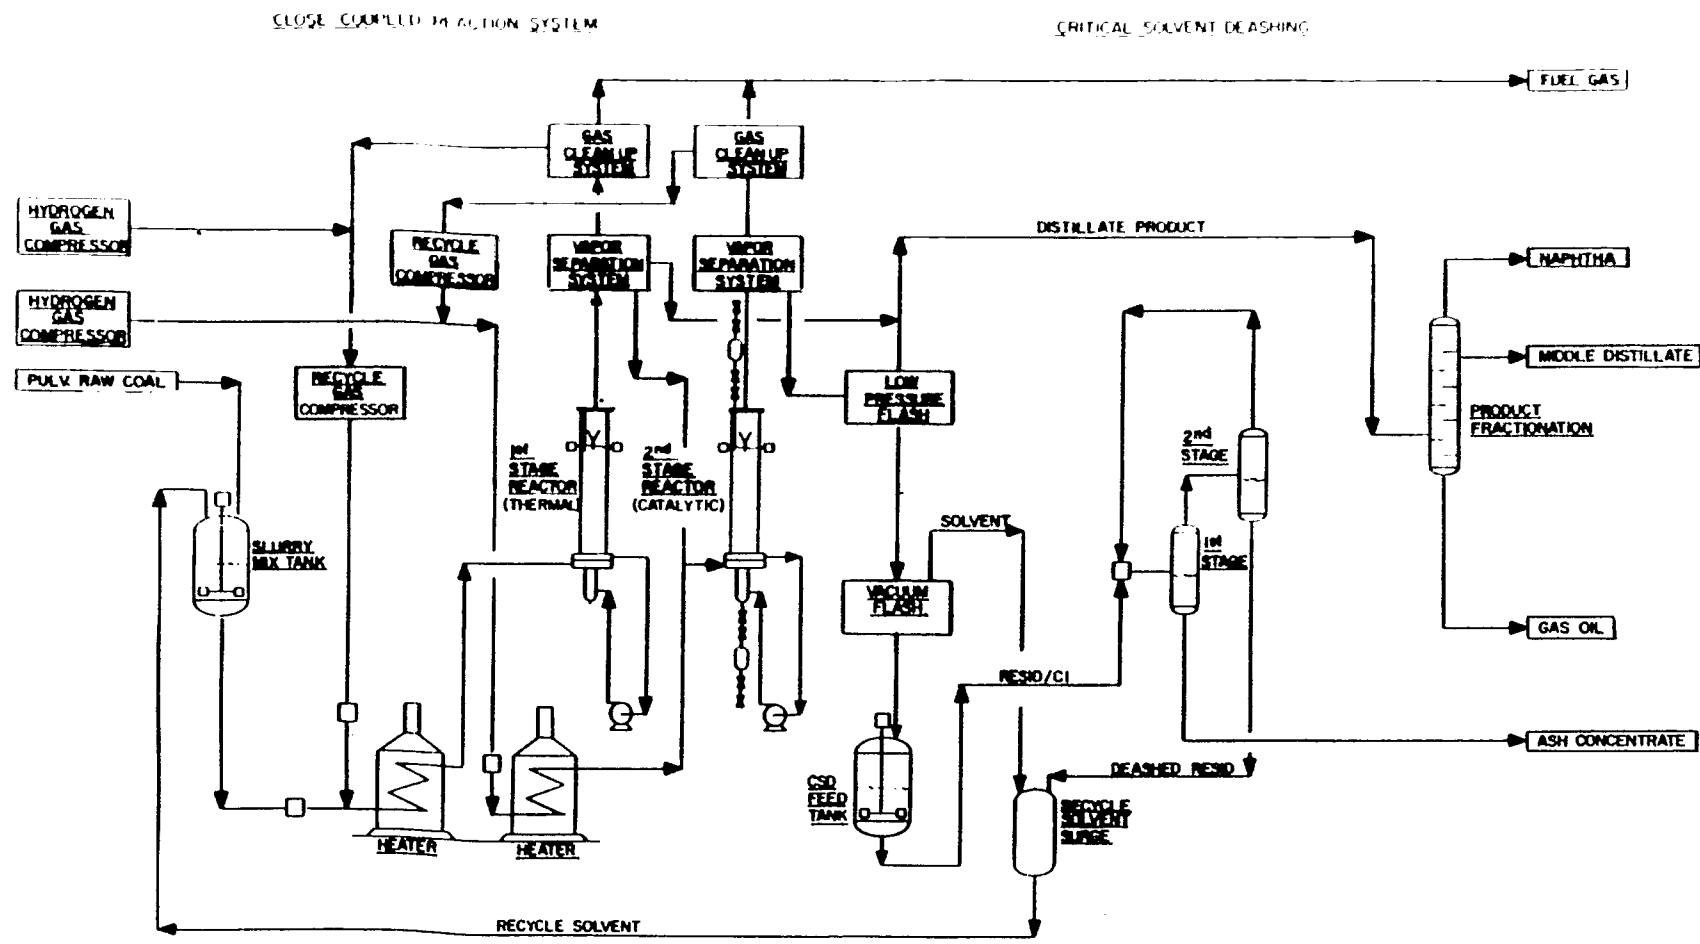 CLOSE COUPLED REACTION SYSTEM
CRITICAL SOLVENT DEASHING
FUEL GAS
GAS
CLEAN UP
SYSTEM
GAS
CLEAN UP
SYSTEM
HYDROGEN
GAS
COMPRESSOR
RECYCLE
GAS
COMPRESSOR
VAPOR
SEPARATION
SYSTEM
VAPOR
SEPARATION
SYSTEM
DISTILLATE PRODUCT
NAPHTHA
HYDROGEN
GAS
COMPRESSOR
PULV. RAW COAL
RECYCLE
GAS
COMPRESSOR
LOW
PRESSURE
FLASH
MIDDLE DISTILLATE
PRODUCT
FRACTIONATION
1st
STAGE
REACTOR
(THERMAL)
2nd
STAGE
REACTOR
(CATALYTIC)
2nd
STAGE
SLURRY
MIX TANK
SOLVENT
1st
STAGE
VACUUM
FLASH
GAS OIL
RESID/CI
ASH CONCENTRATE
DEASHED RESID
CSD
FEED
TANK
RECYCLE
SOLVENT
SURGE
HEATER
HEATER
RECYCLE SOLVENT